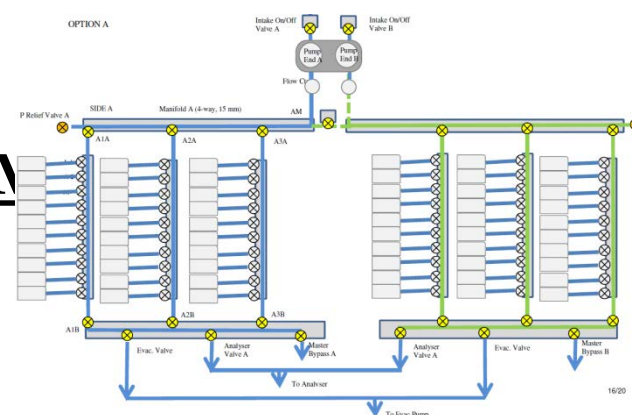 OPTION A
Intake On/Off
Valve A
Intake On/Off
Valve B
Pump
End A
Pump
End B
Flow
P Relief Valve A
SIDE A
Manifold A (4-way, 15 mm)
AM
A1A
A2A
A3A
A1B
A2B
A3B
Evac. Valve
Analyser
Valve A
Master
Bypass A
Analyser
Valve A
Evac. Valve
Master
Bypass B
To Analyser
To Evac Pump
16/20